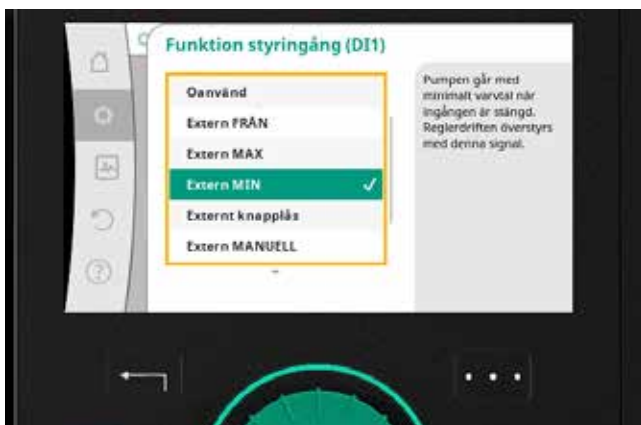 Funktion styringång (DI1)
Oanvänd
Extern FRÅN
Extern MAX
Extern MIN
Externt knapplås
Extern MANUELL
Pumpen går med
minimalt varvtal när
ingången är stängd.
Reglerdriften överstyrs
med denna signal.